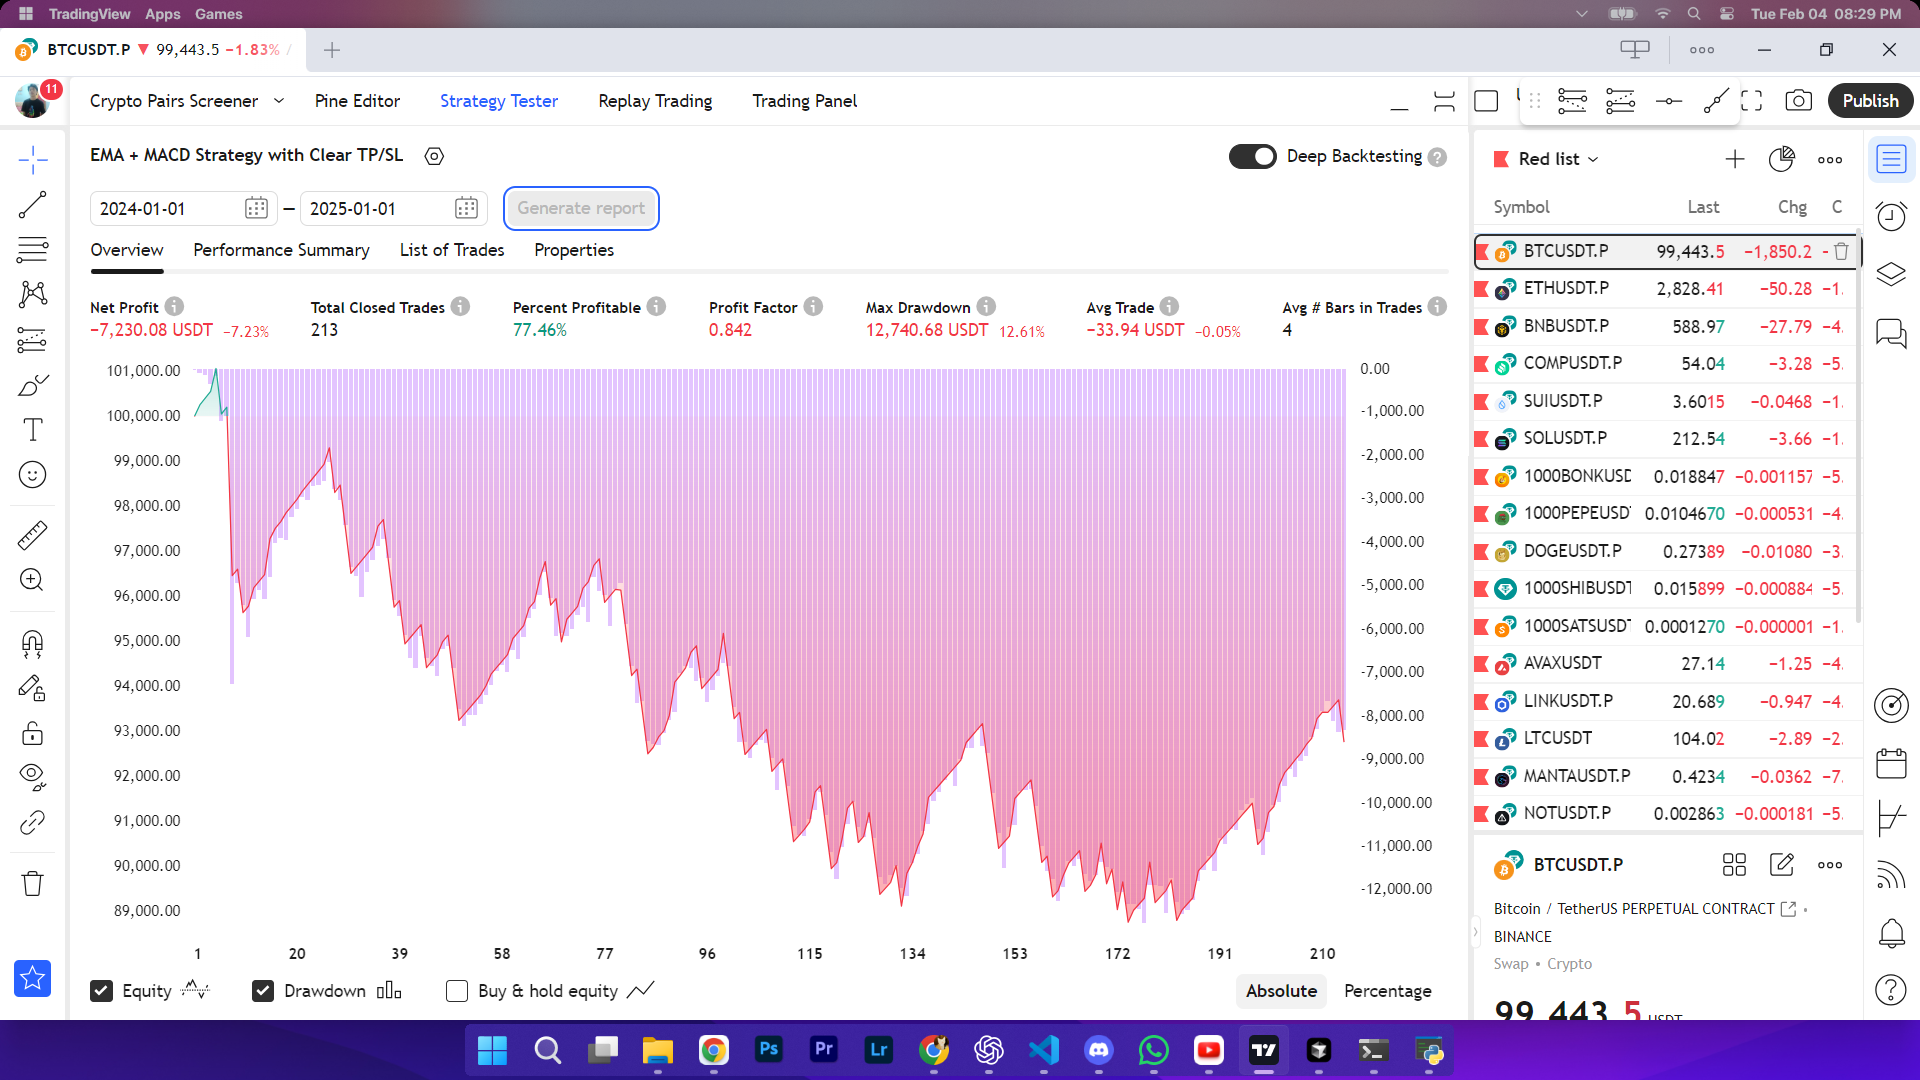 TradingView Apps Games
Tue Feb 04 08:29 PM
BTCUSDT.P ▼ 99,443.5 −1.83% /
11
Crypto Pairs Screener
Pine Editor
Strategy Tester
Replay Trading
Trading Panel
Publish
EMA + MACD Strategy with Clear TP/SL
Deep Backtesting ?
2024-01-01 — 2025-01-01 Generate report
Overview
Performance Summary
List of Trades
Properties
Net Profit
−7,230.08 USDT −7.23%
Total Closed Trades
213
Percent Profitable
77.46%
Profit Factor
0.842
Max Drawdown
12,740.68 USDT 12.61%
Avg Trade
−33.94 USDT −0.05%
Avg # Bars in Trades
4
101,000.00
100,000.00
99,000.00
98,000.00
97,000.00
96,000.00
95,000.00
94,000.00
93,000.00
92,000.00
91,000.00
90,000.00
89,000.00
0.00
-1,000.00
-2,000.00
-3,000.00
-4,000.00
-5,000.00
-6,000.00
-7,000.00
-8,000.00
-9,000.00
-10,000.00
-11,000.00
-12,000.00
1 20 39 58 77 96 115 134 153 172 191 210
Equity
Drawdown
Buy & hold equity
Absolute
Percentage
Red list
Symbol Last Chg C
BTCUSDT.P 99,443.5 −1,850.2 -
ETHUSDT.P 2,828.41 −50.28 −1.
BNBUSDT.P 588.97 −27.79 −4.
COMPUSDT.P 54.04 −3.28 −5.
SUIUSDT.P 3.6015 −0.0468 −1.
SOLUSDT.P 212.54 −3.66 −1.
1000BONKUSD 0.018847 −0.001157 −5.
1000PEPEUSD 0.0104670 −0.000531 −4.
DOGEUSDT.P 0.27389 −0.01080 −3.
1000SHIBUSDT 0.015899 −0.000884 −5.
1000SATSUSDT 0.0001270 −0.000001 −1.
AVAXUSDT 27.14 −1.25 −4.
LINKUSDT.P 20.689 −0.947 −4.
LTCUSDT 104.02 −2.89 −2.
MANTAUSDT.P 0.4234 −0.0362 −7.
NOTUSDT.P 0.002863 −0.000181 −5.
BTCUSDT.P
Bitcoin / TetherUS PERPETUAL CONTRACT •
BINANCE
Swap • Crypto
99,443.5 USDT
Ps Pr Lr